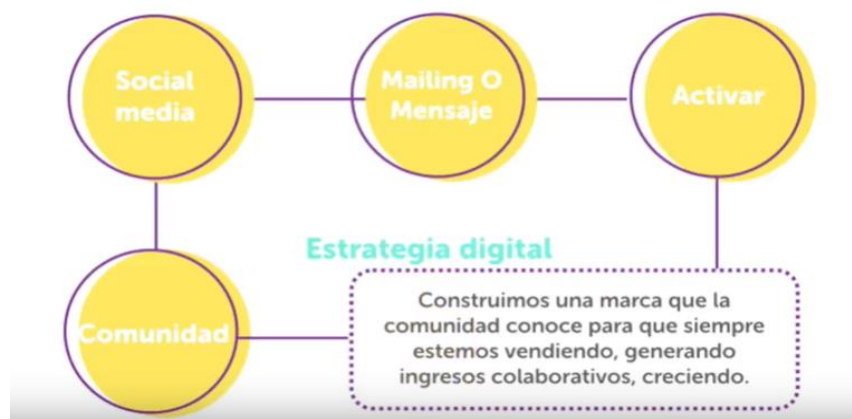 Social
media
Mailing O
Mensaje
Activar
Estrategia digital
Comunidad
Construimos una marca que la
comunidad conoce para que siempre
estemos vendiendo, generando
ingresos colaborativos, creciendo.